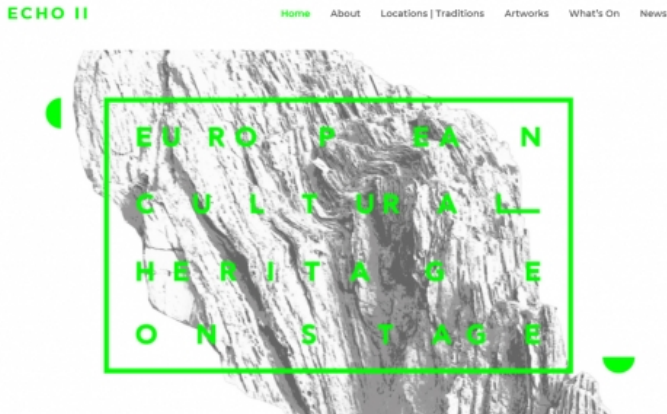 ECHO II
Home About Locations | Traditions Artworks What's On News
EUROPEAN
CULTURAL
HERITAGE
ON STAGE